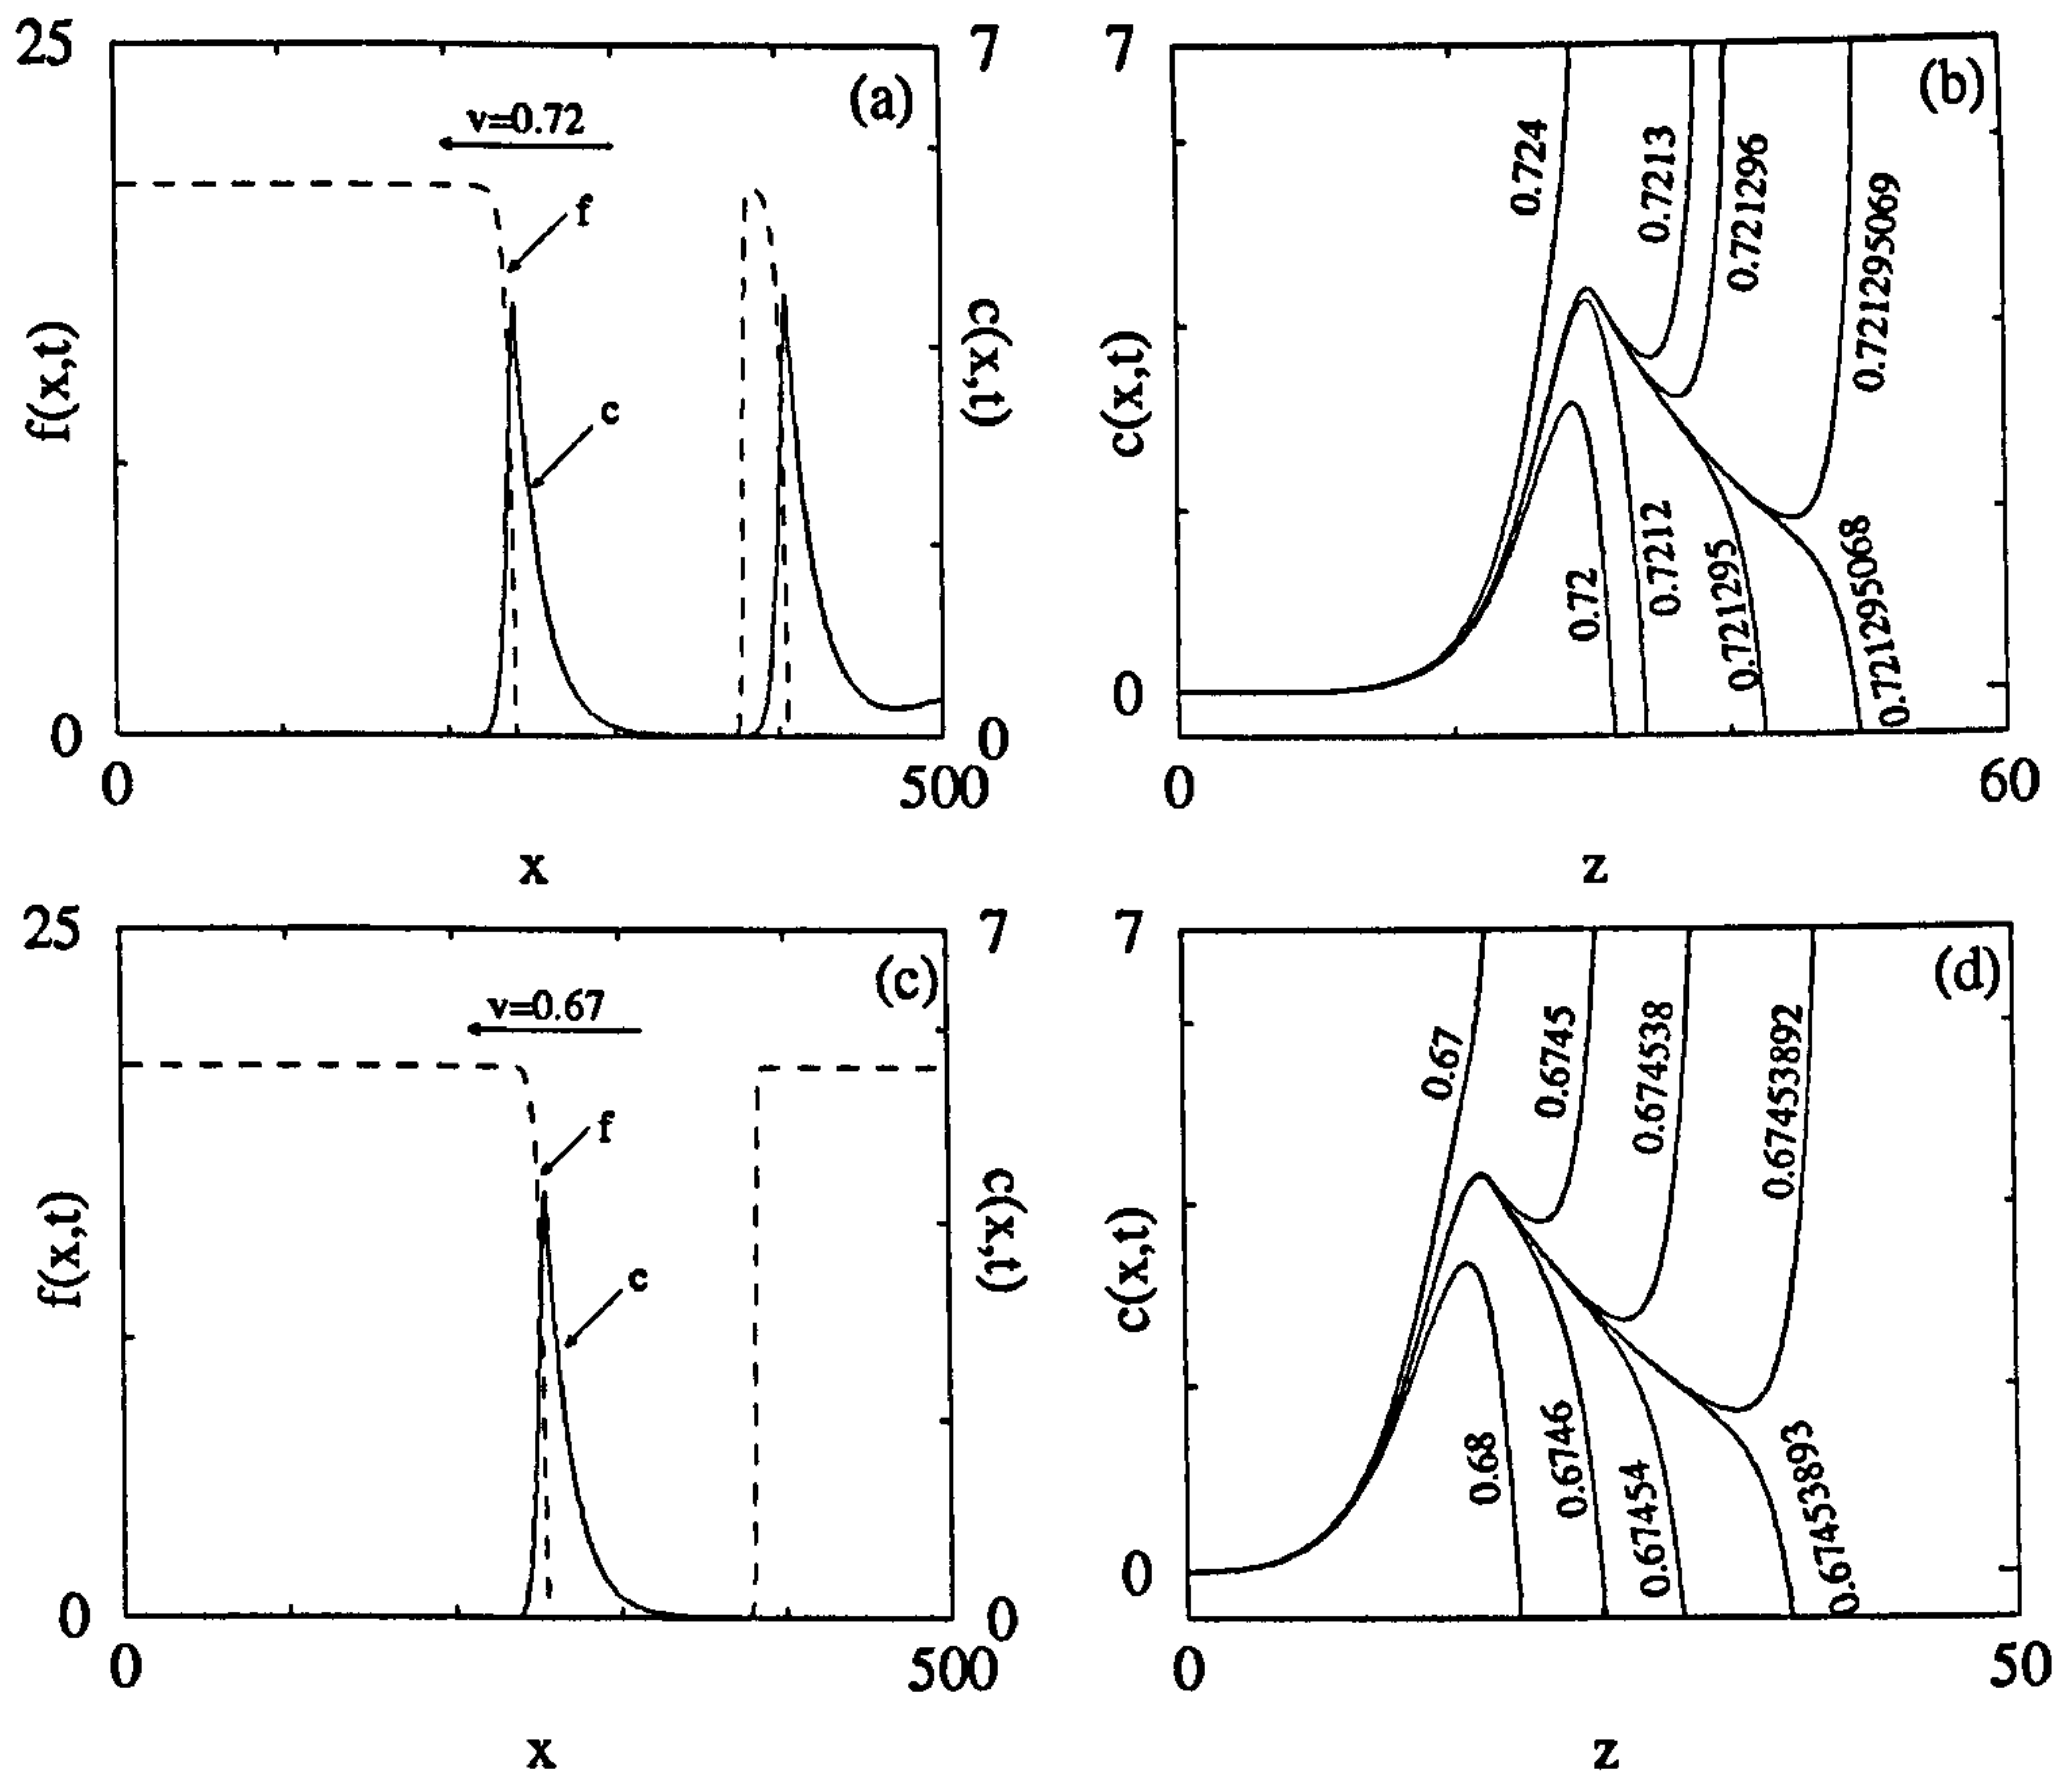 25
7
(a)
v=0.72
f
c
f(x,t)
c(x,t)
0
0
0
500
x
7
(b)
0.724
0.7213
0.721296
0.721295069
c(x,t)
0.72
0.7212
0.721295
0.721295068
0
0
60
z
25
7
(c)
v=0.67
f
c
f(x,t)
c(x,t)
0
0
0
500
x
7
(d)
0.67
0.6745
0.674538
0.67453892
c(x,t)
0.68
0.6746
0.67454
0.67453893
0
0
50
z